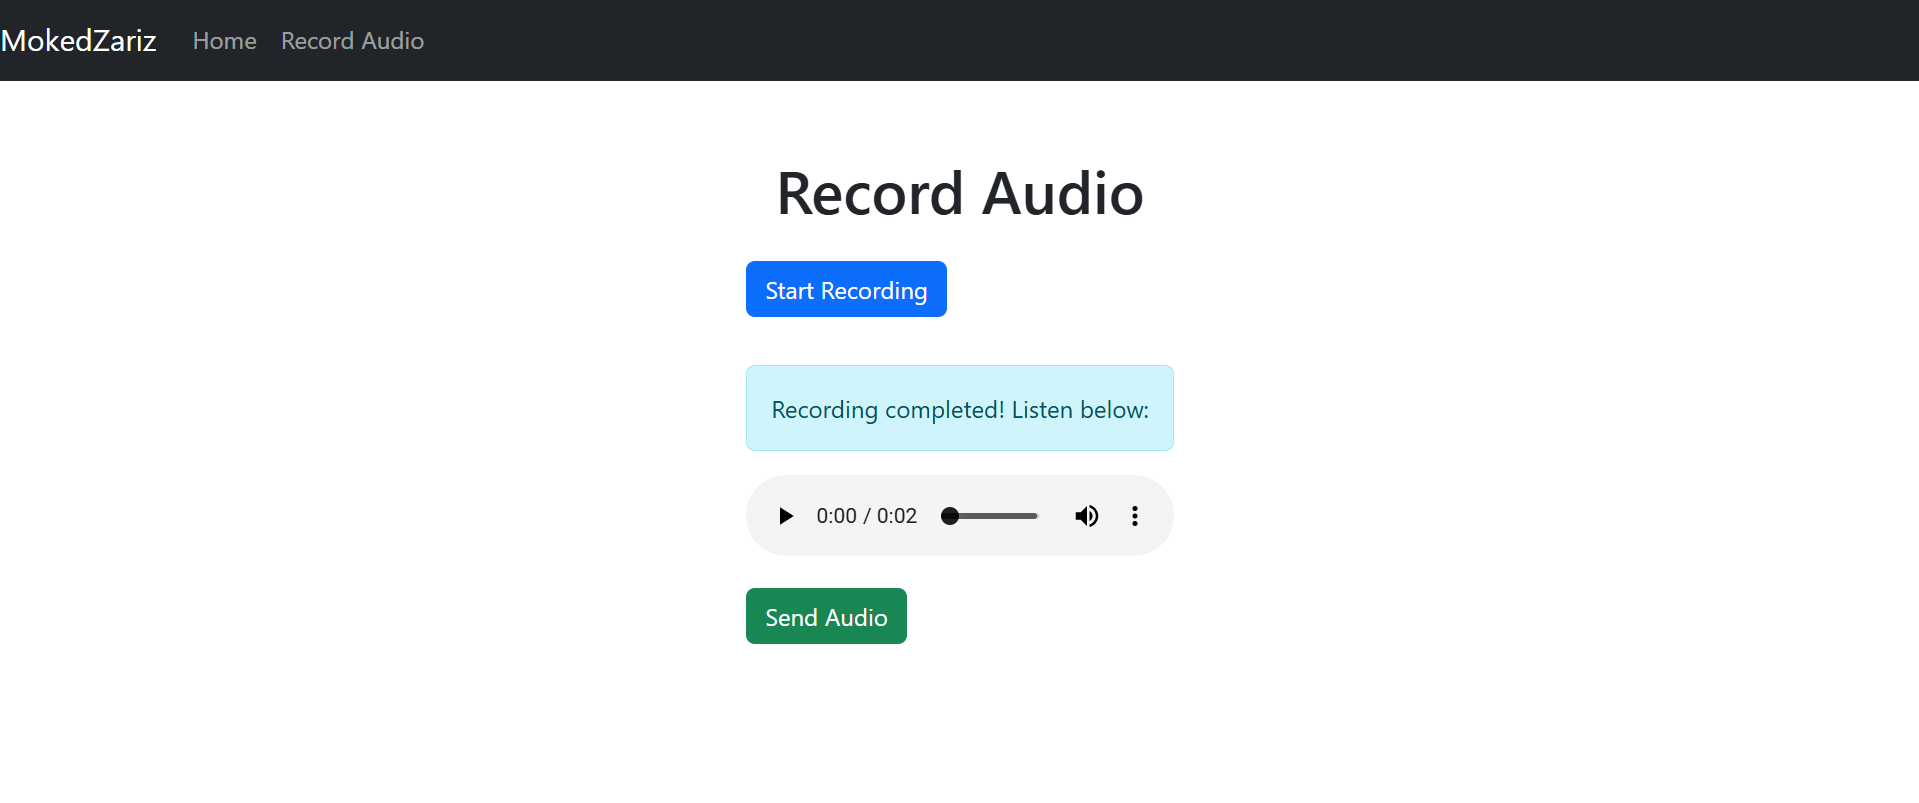 MokedZariz Home Record Audio
Record Audio
Start Recording
Recording completed! Listen below:
0:00 / 0:02
Send Audio